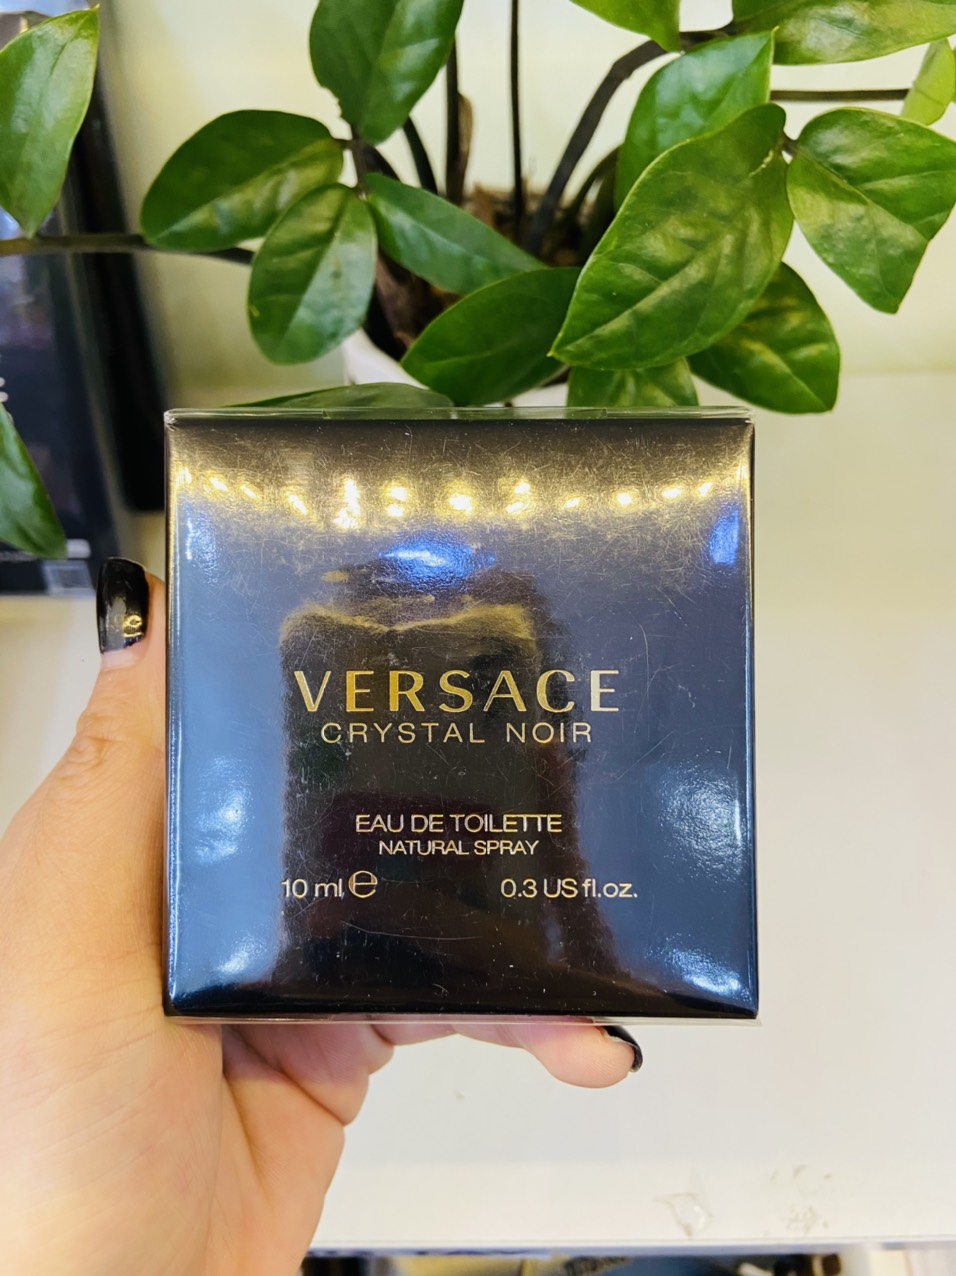 VERSACE
CRYSTAL NOIR
EAU DE TOILETTE
NATURAL SPRAY
10 ml ℮ 0.3 US fl.oz.